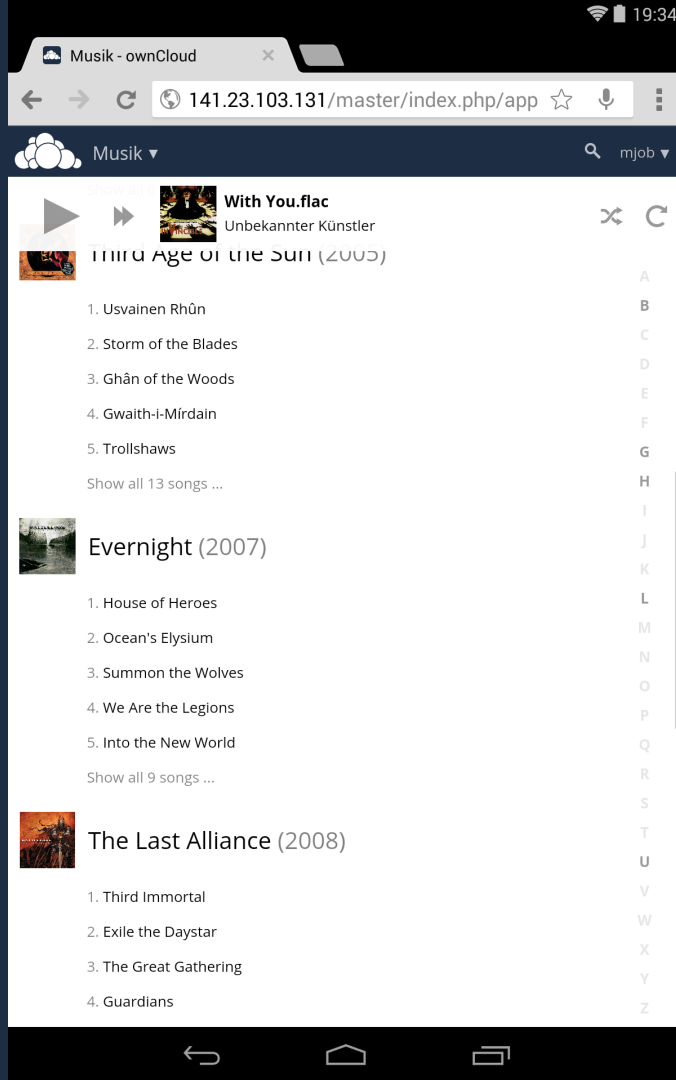 19:34
Musik - ownCloud
141.23.103.131/master/index.php/app
Musik ▾
mjob ▾
With You.flac
Unbekannter Künstler
Third Age of the Sun (2005)
1. Usvainen Rhûn
2. Storm of the Blades
3. Ghân of the Woods
4. Gwaith-i-Mírdain
5. Trollshaws
Show all 13 songs ...
Evernight (2007)
1. House of Heroes
2. Ocean's Elysium
3. Summon the Wolves
4. We Are the Legions
5. Into the New World
Show all 9 songs ...
The Last Alliance (2008)
1. Third Immortal
2. Exile the Daystar
3. The Great Gathering
4. Guardians
A
B
C
D
E
F
G
H
I
J
K
L
M
N
O
P
Q
R
S
T
U
V
W
X
Y
Z